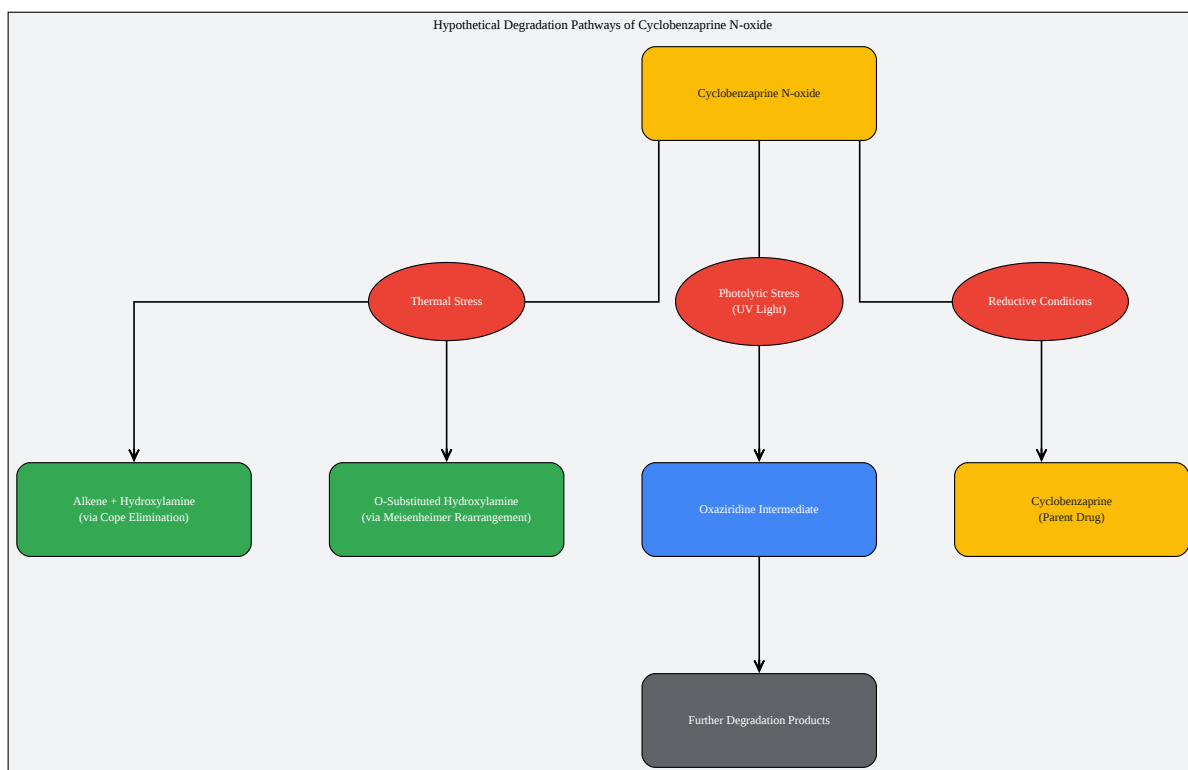 Hypothetical Degradation Pathways of Cyclobenzaprine N-oxide
Cyclobenzaprine N-oxide
Thermal Stress
Photolytic Stress
(UV Light)
Reductive Conditions
Alkene + Hydroxylamine
(via Cope Elimination)
O-Substituted Hydroxylamine
(via Meisenheimer Rearrangement)
Oxaziridine Intermediate
Cyclobenzaprine
(Parent Drug)
Further Degradation Products